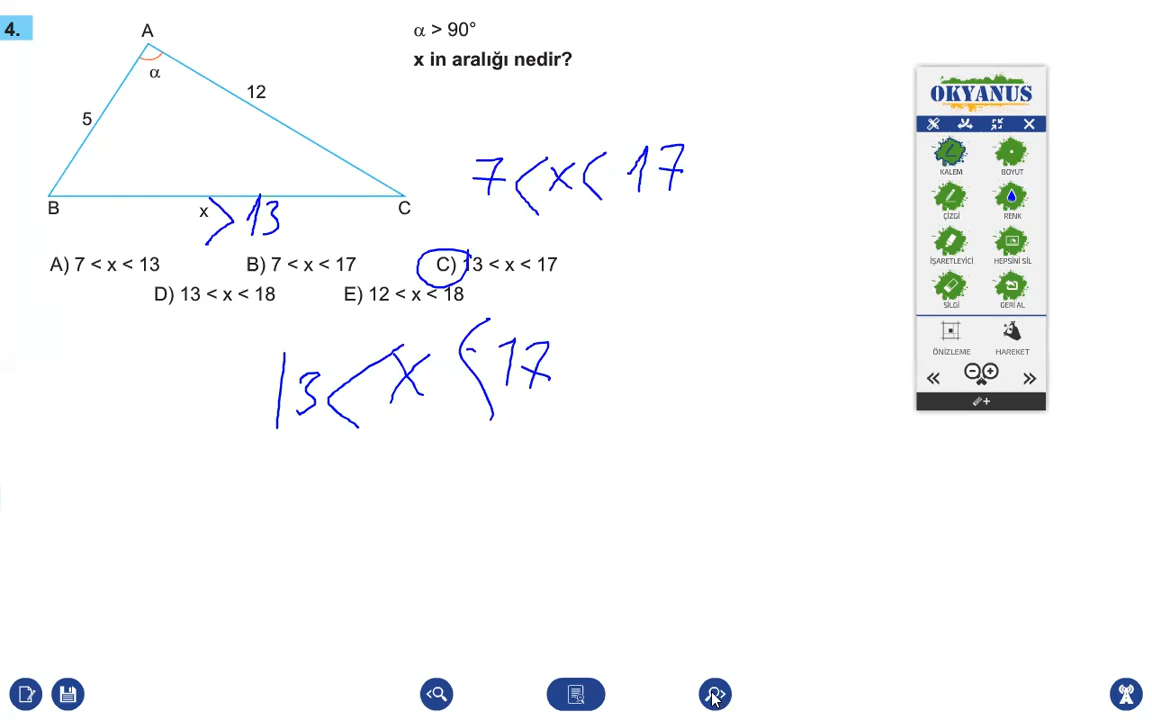 4.
A
α > 90°
x in aralığı nedir?
α
12
5
B
x > 13
C
7 < x < 17
A) 7 < x < 13
B) 7 < x < 17
C) 13 < x < 17
D) 13 < x < 18
E) 12 < x < 18
13 < x < 17
OKYANUS
KALEM
BOYUT
ÇİZGİ
RENK
İŞARETLEYİCİ
HEPSİNİ SİL
SİLGİ
GERİ AL
ÖNİZLEME
HAREKET